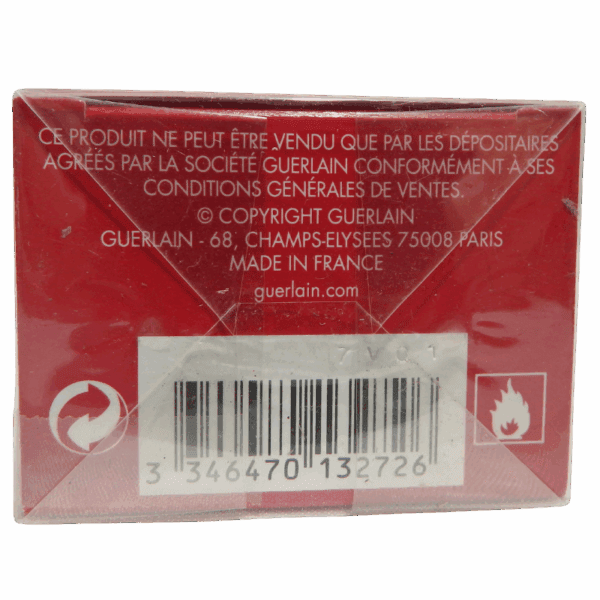 CE PRODUIT NE PEUT ÊTRE VENDU QUE PAR LES DÉPOSITAIRES
AGRÉÉS PAR LA SOCIÉTÉ GUERLAIN CONFORMÉMENT À SES
CONDITIONS GÉNÉRALES DE VENTES.
© COPYRIGHT GUERLAIN
GUERLAIN - 68, CHAMPS-ELYSEES 75008 PARIS
MADE IN FRANCE
guerlain.com
7V01
3 346470 132726